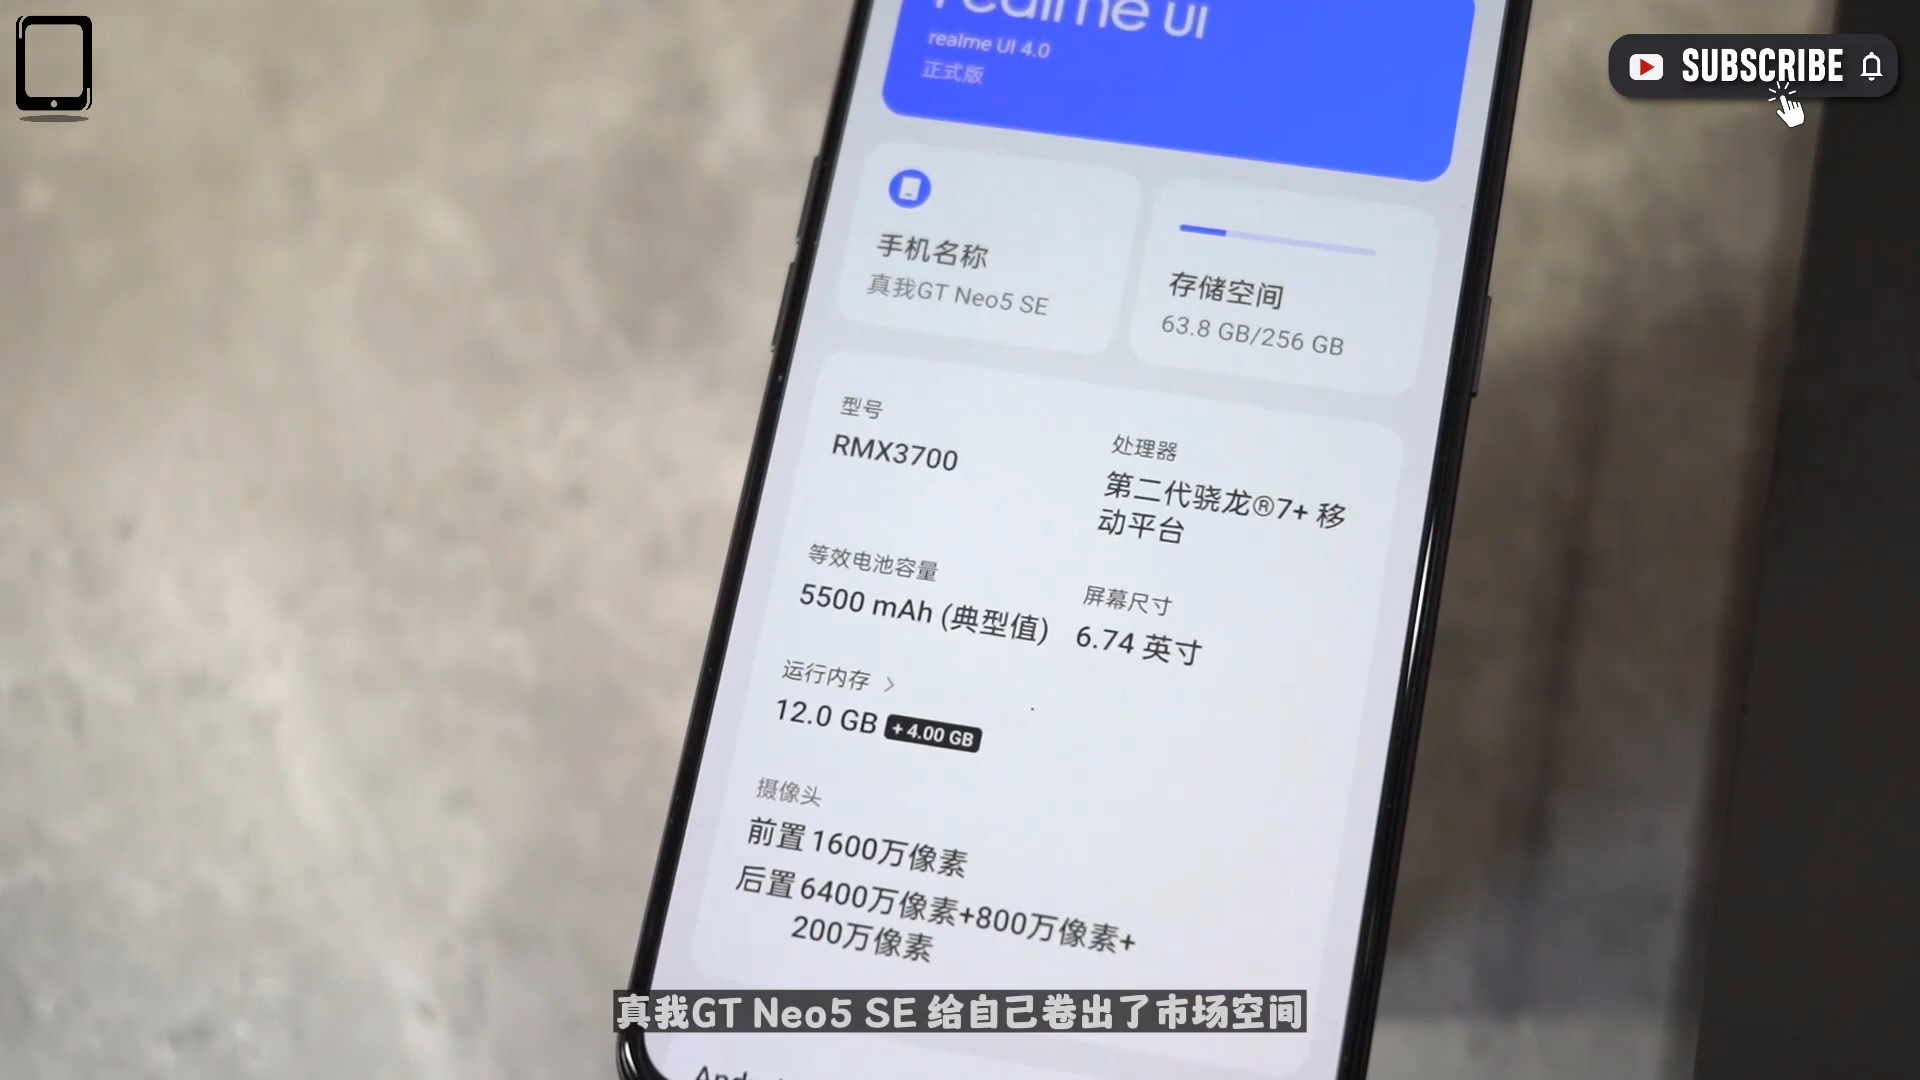 realme UI
realme UI 4.0
正式版
SUBSCRIBE
手机名称
真我GT Neo5 SE
存储空间
63.8 GB/256 GB
型号
RMX3700
处理器
第二代骁龙®7+ 移
动平台
等效电池容量
5500 mAh (典型值)
屏幕尺寸
6.74 英寸
运行内存 >
12.0 GB + 4.00 GB
摄像头
前置1600万像素
后置6400万像素+800万像素+
200万像素
真我GT Neo5 SE 给自己卷出了市场空间